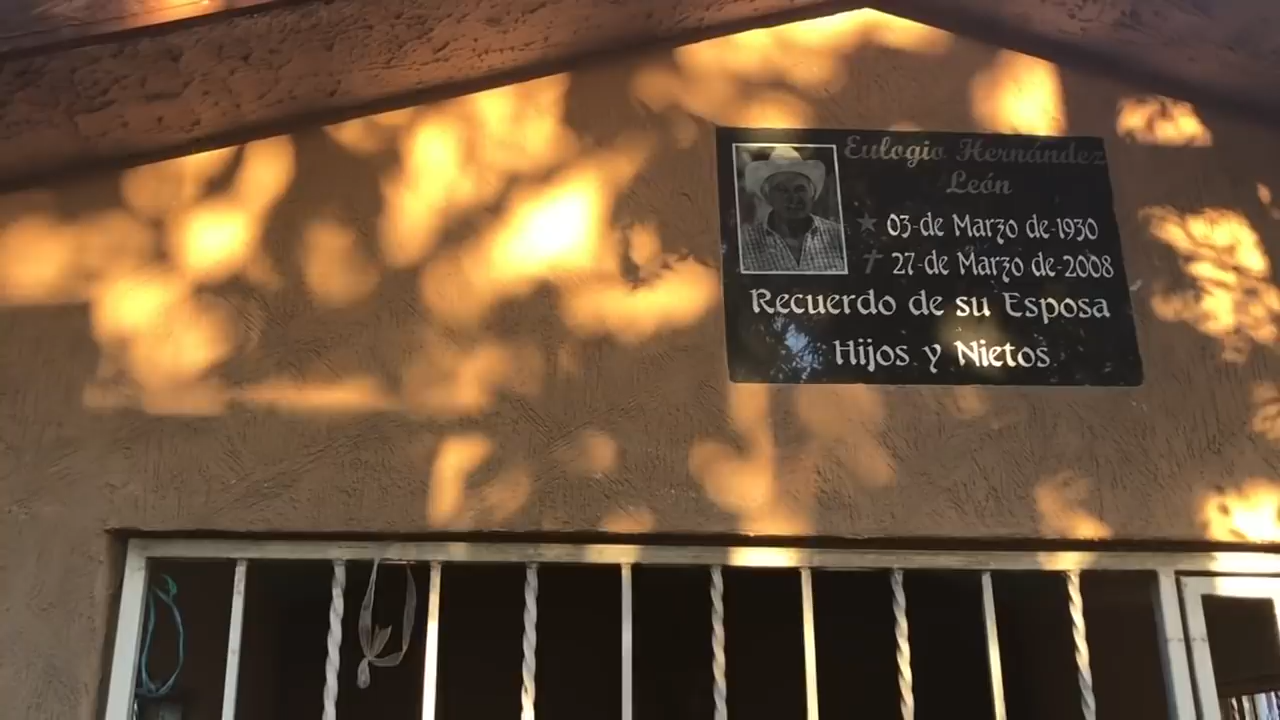 Eulogio Hernández
León
03-de Marzo de-1930
27-de Marzo de-2008
Recuerdo de su Esposa
Hijos y Nietos